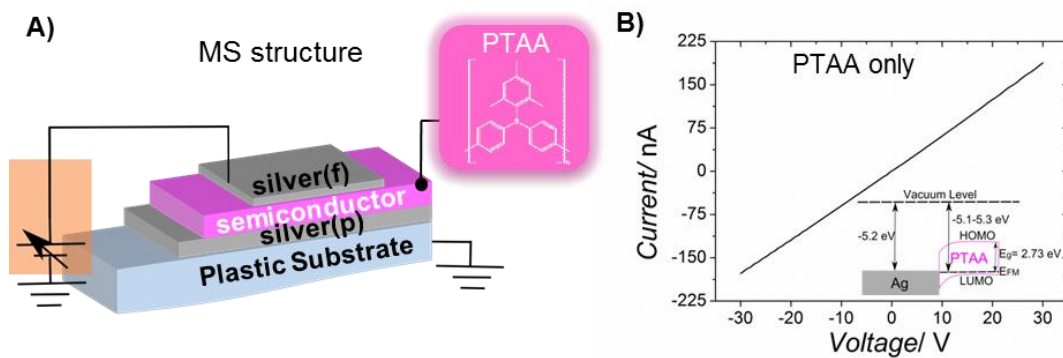 A)
MS structure
PTAA
N
n
silver(f)
semiconductor
silver(p)
Plastic Substrate
B)
PTAA only
Current/ nA
225
150
75
0
-75
-150
-225
-30 -20 -10 0 10 20 30
Voltage/ V
Vacuum Level
-5.2 eV
-5.1-5.3 eV
HOMO
PTAA
Eg= 2.73 eV,
EFM
LUMO
Ag